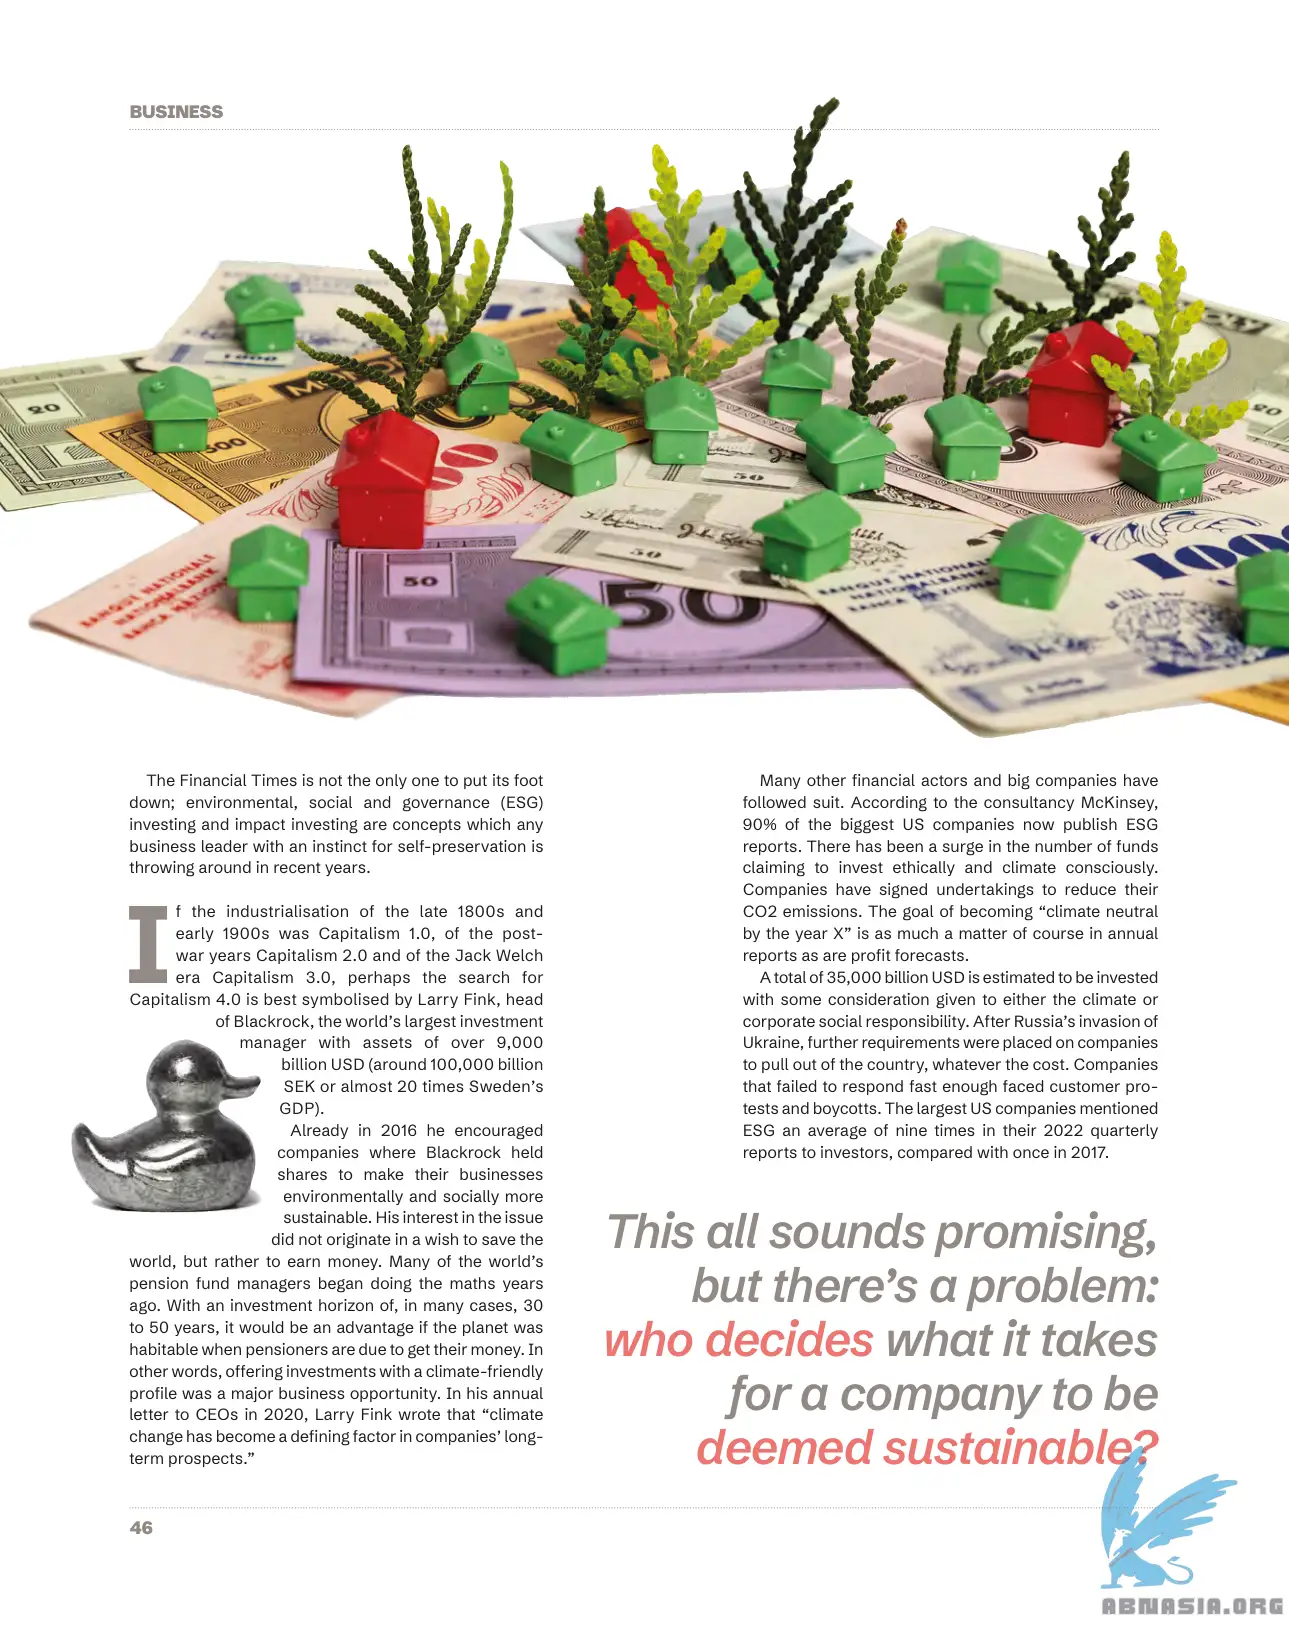 BUSINESS
20
500
1000
50
50
50
50
1000
20
BANQUE NATIONALE
NATIONALBANK
BANQUE NATIONALE
NATIONALBANK
1000
The Financial Times is not the only one to put its foot
down; environmental, social and governance (ESG)
investing and impact investing are concepts which any
business leader with an instinct for self-preservation is
throwing around in recent years.
If the industrialisation of the late 1800s and
early 1900s was Capitalism 1.0, of the post-
war years Capitalism 2.0 and of the Jack Welch
era Capitalism 3.0, perhaps the search for
Capitalism 4.0 is best symbolised by Larry Fink, head
of Blackrock, the world’s largest investment
manager with assets of over 9,000
billion USD (around 100,000 billion
SEK or almost 20 times Sweden’s
GDP).
Already in 2016 he encouraged
companies where Blackrock held
shares to make their businesses
environmentally and socially more
sustainable. His interest in the issue
did not originate in a wish to save the
world, but rather to earn money. Many of the world’s
pension fund managers began doing the maths years
ago. With an investment horizon of, in many cases, 30
to 50 years, it would be an advantage if the planet was
habitable when pensioners are due to get their money. In
other words, offering investments with a climate-friendly
profile was a major business opportunity. In his annual
letter to CEOs in 2020, Larry Fink wrote that “climate
change has become a defining factor in companies’ long-
term prospects.”
Many other financial actors and big companies have
followed suit. According to the consultancy McKinsey,
90% of the biggest US companies now publish ESG
reports. There has been a surge in the number of funds
claiming to invest ethically and climate consciously.
Companies have signed undertakings to reduce their
CO2 emissions. The goal of becoming “climate neutral
by the year X” is as much a matter of course in annual
reports as are profit forecasts.
A total of 35,000 billion USD is estimated to be invested
with some consideration given to either the climate or
corporate social responsibility. After Russia’s invasion of
Ukraine, further requirements were placed on companies
to pull out of the country, whatever the cost. Companies
that failed to respond fast enough faced customer pro-
tests and boycotts. The largest US companies mentioned
ESG an average of nine times in their 2022 quarterly
reports to investors, compared with once in 2017.
This all sounds promising,
but there’s a problem:
who decides what it takes
for a company to be
deemed sustainable?
46
ABNASIA.ORG